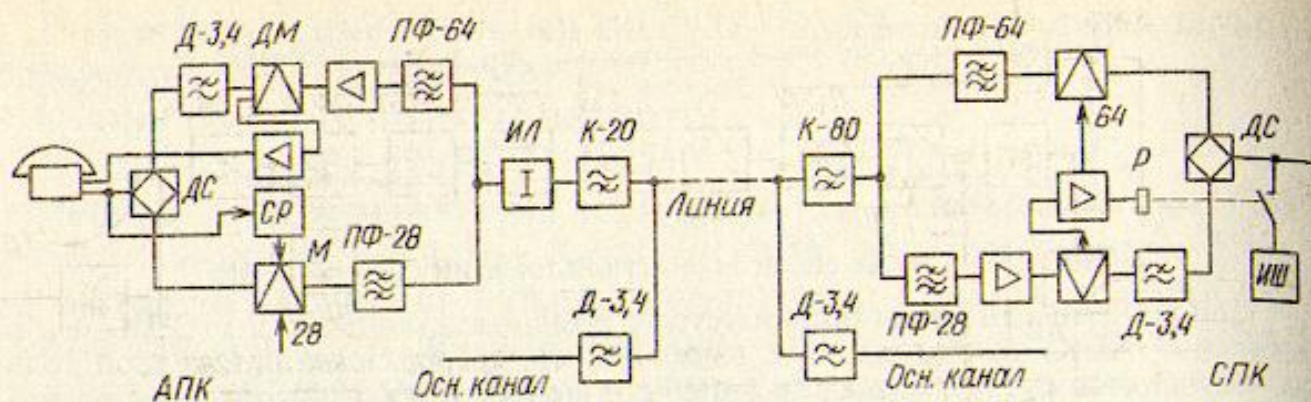 Д-3,4 ДМ ПФ-64
ПФ-64
64
ИЛ К-20
К-80
ДС
Р
ДС
Линия
СР
М ПФ-28
I
28
Д-3,4 Д-3,4
ПФ-28 Д-3,4
ИШ
АПК Осн. канал Осн. канал СПК